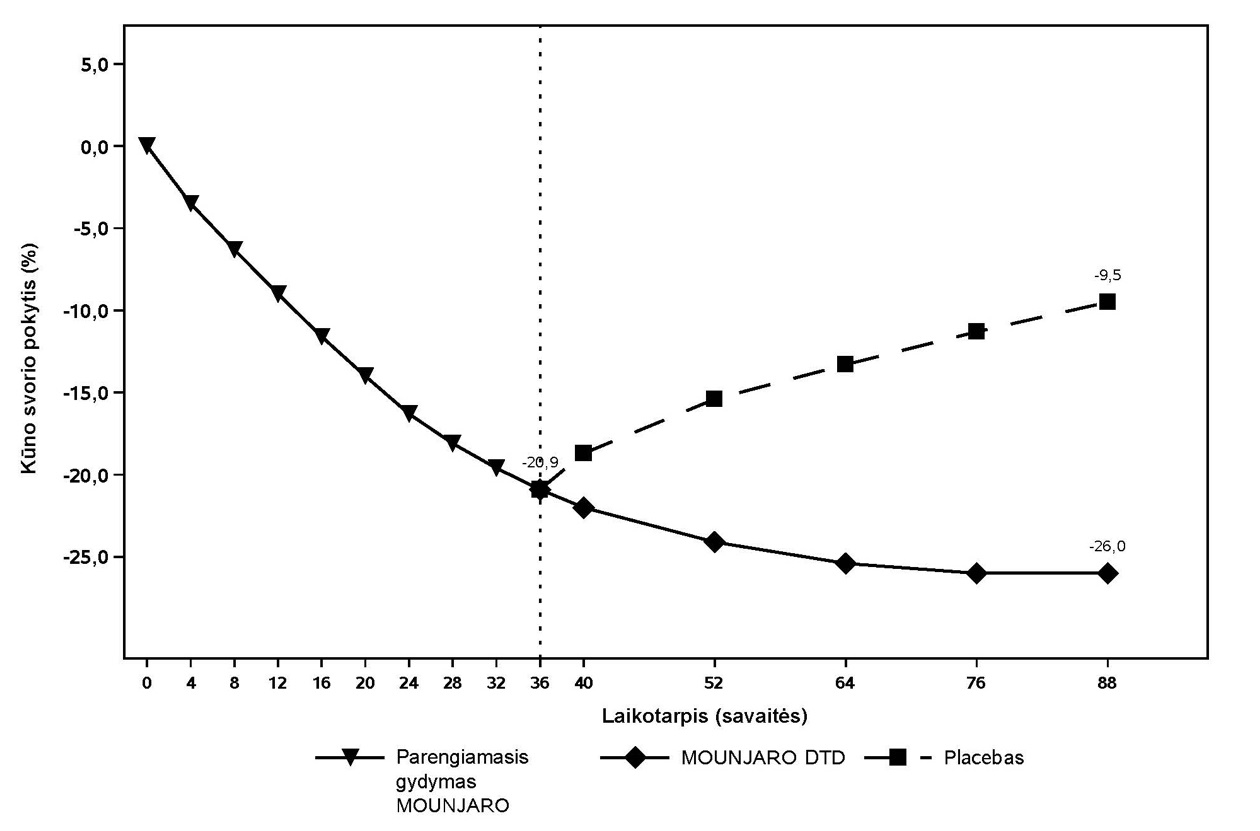 5,0
0,0
-5,0
-10,0
-15,0
-20,0
-25,0
Kūno svorio pokytis (%)
-9,5
-20,9
-26,0
0 4 8 12 16 20 24 28 32 36 40 52 64 76 88
Laikotarpis (savaitės)
Parengiamasis
gydymas
MOUNJARO
MOUNJARO DTD
Placebas